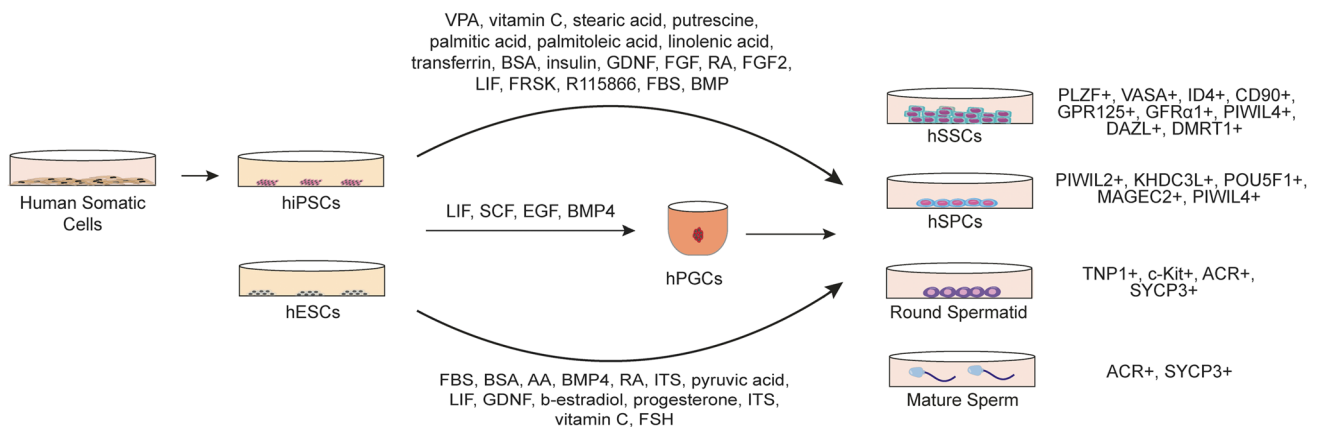 VPA, vitamin C, stearic acid, putrescine,
palmitic acid, palmitoleic acid, linolenic acid,
transferrin, BSA, insulin, GDNF, FGF, RA, FGF2,
LIF, FRSK, R115866, FBS, BMP
Human Somatic
Cells
hiPSCs
hESCs
LIF, SCF, EGF, BMP4
hPGCs
FBS, BSA, AA, BMP4, RA, ITS, pyruvic acid,
LIF, GDNF, b-estradiol, progesterone, ITS,
vitamin C, FSH
hSSCs
PLZF+, VASA+, ID4+, CD90+,
GPR125+, GFRα1+, PIWIL4+,
DAZL+, DMRT1+
hSPCs
PIWIL2+, KHDC3L+, POU5F1+,
MAGEC2+, PIWIL4+
Round Spermatid
TNP1+, c-Kit+, ACR+,
SYCP3+
Mature Sperm
ACR+, SYCP3+